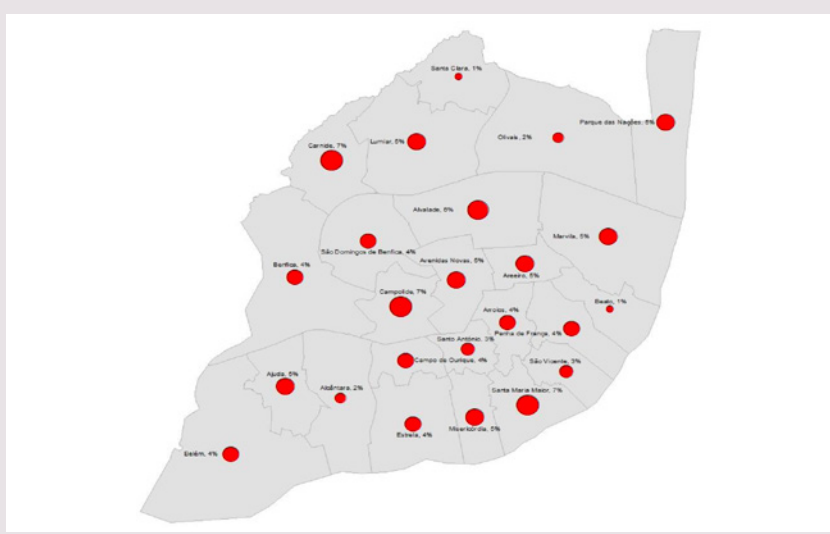 Santa Clara, 1%
Parque das Nações, 5%
Olivais, 2%
Lumiar, 5%
Carnide, 7%
Alvalade, 6%
Marvila, 5%
São Domingos de Benfica, 4%
Avenidas Novas, 5%
Benfica, 4%
Areeiro, 5%
Campolide, 7%
Beato, 1%
Arroios, 4%
Penha de França, 4%
Santo António, 3%
Campo de Ourique, 4%
São Vicente, 3%
Ajuda, 5%
Alcântara, 2%
Santa Maria Maior, 7%
Misericórdia, 5%
Estrela, 4%
Belém, 4%